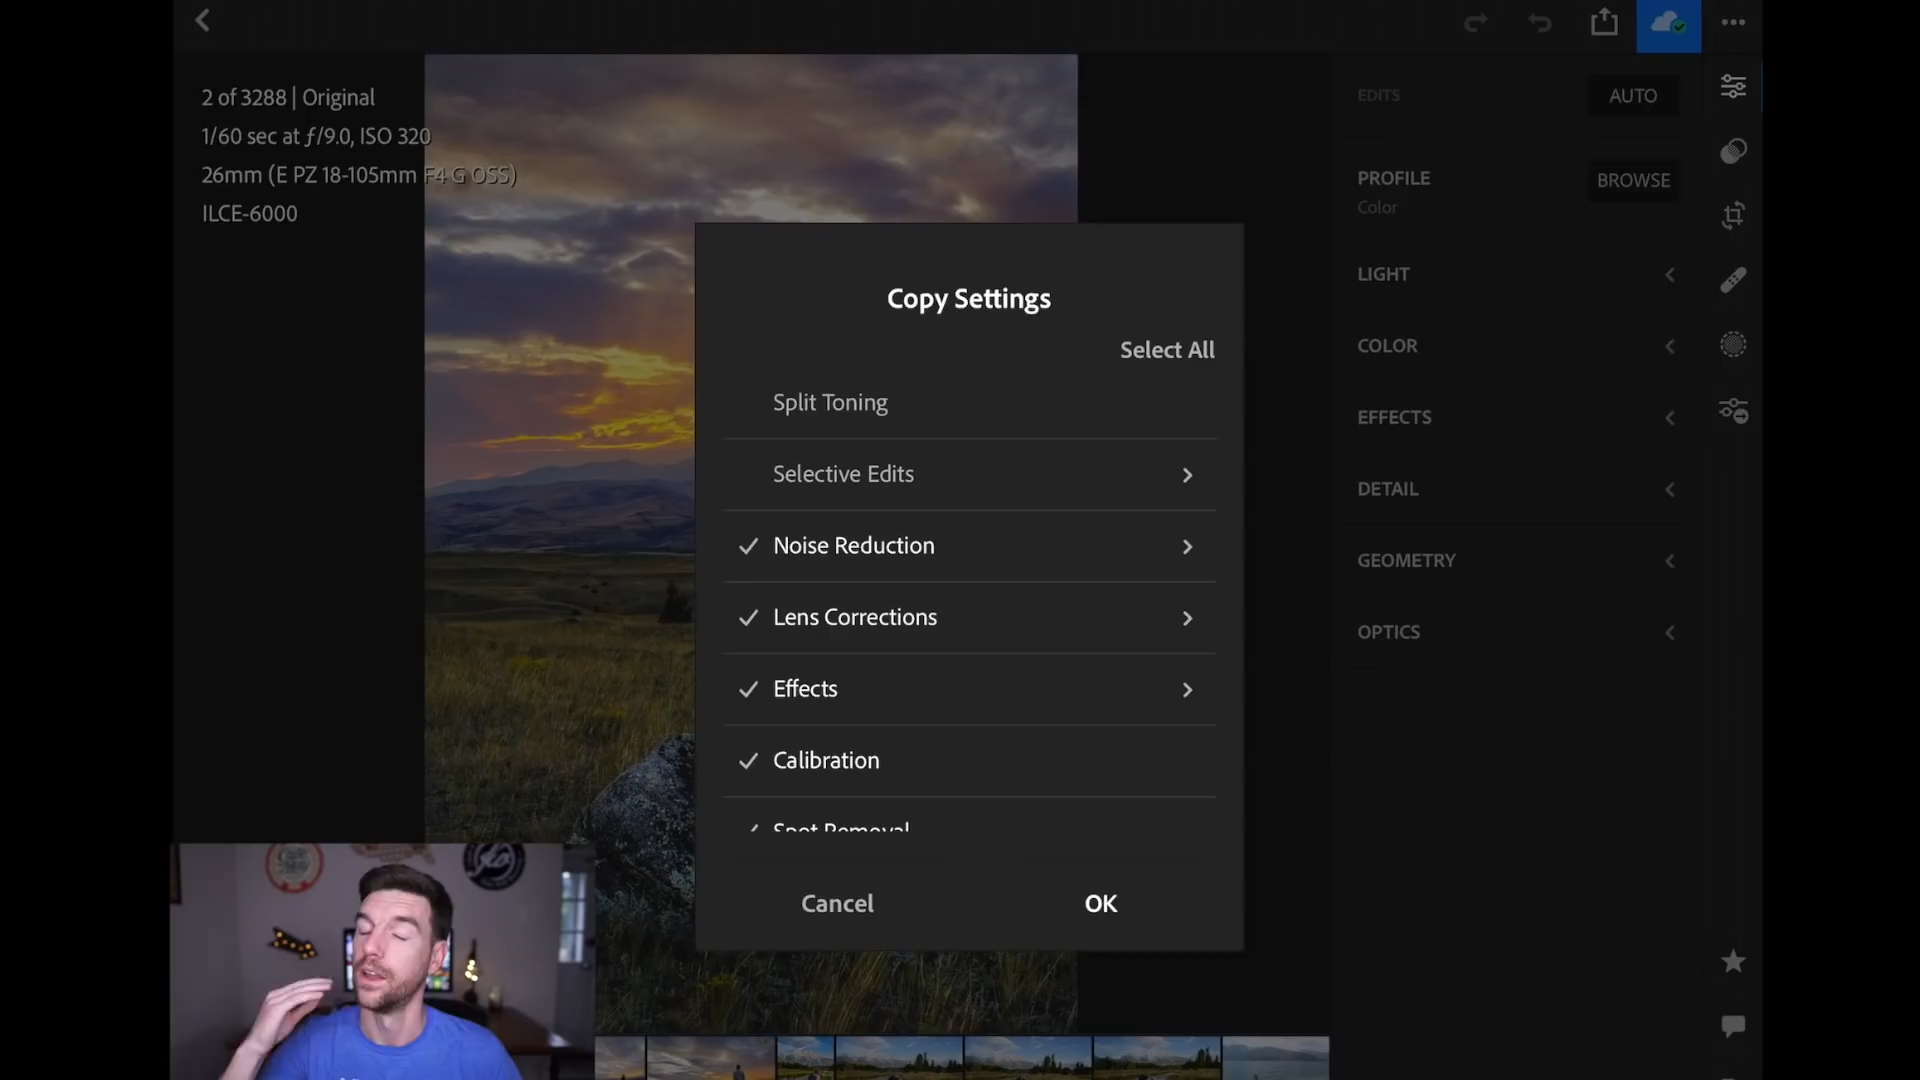 2 of 3288 | Original
1/60 sec at ƒ/9.0, ISO 320
26mm (E PZ 18-105mm F4 G OSS)
ILCE-6000
Copy Settings
Select All
Split Toning
Selective Edits
Noise Reduction
Lens Corrections
Effects
Calibration
Spot Removal
Cancel
OK
EDITS
AUTO
PROFILE
BROWSE
Color
LIGHT
COLOR
EFFECTS
DETAIL
GEOMETRY
OPTICS